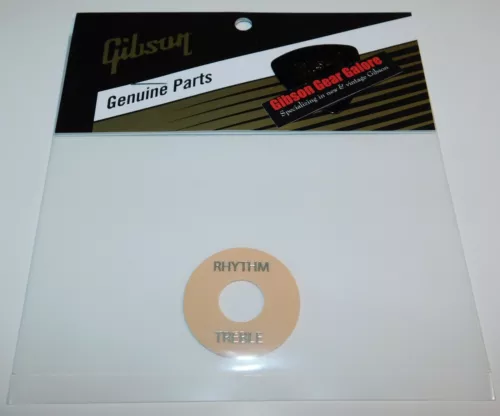 Gibson
Genuine Parts
Gibson Gear Galore
Specializing in new & vintage Gibson
RHYTHM
TREBLE